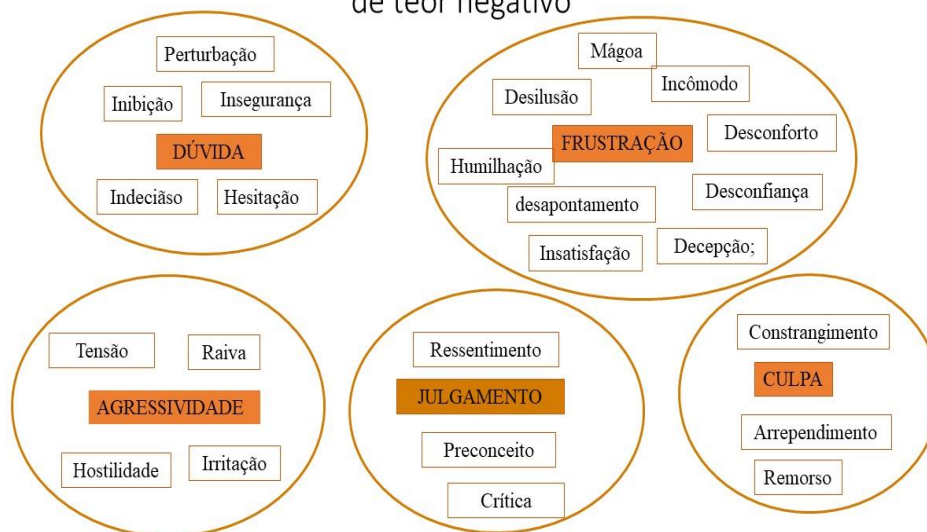 de teor negativo
Perturbação
Inibição
Insegurança
DÚVIDA
Indeciãso
Hesitação
Mágoa
Incômodo
Desilusão
Desconforto
FRUSTRAÇÃO
Humilhação
Desconfiança
desapontamento
Decepção;
Insatisfação
Tensão
Raiva
AGRESSIVIDADE
Hostilidade
Irritação
Ressentimento
JULGAMENTO
Preconceito
Crítica
Constrangimento
CULPA
Arrependimento
Remorso